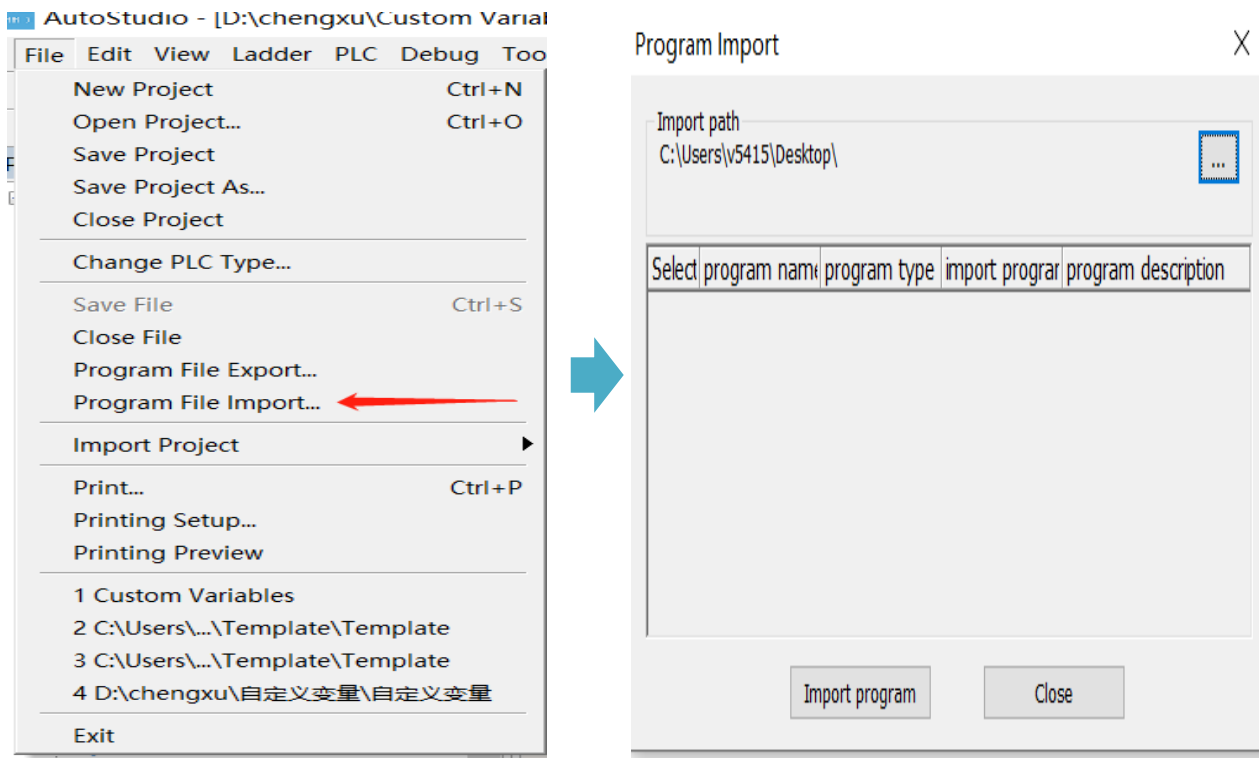 AutoStudio - [D:\chengxu\Custom Varial
File Edit View Ladder PLC Debug Too
New Project Ctrl+N
Open Project... Ctrl+O
Save Project
Save Project As...
Close Project
Change PLC Type...
Save File Ctrl+S
Close File
Program File Export...
Program File Import...
Import Project
Print... Ctrl+P
Printing Setup...
Printing Preview
1 Custom Variables
2 C:\Users\...\Template\Template
3 C:\Users\...\Template\Template
4 D:\chengxu\自定义变量\自定义变量
Exit
Program Import X
Import path
C:\Users\v5415\Desktop\
...
Select program name program type import program program description
Import program Close